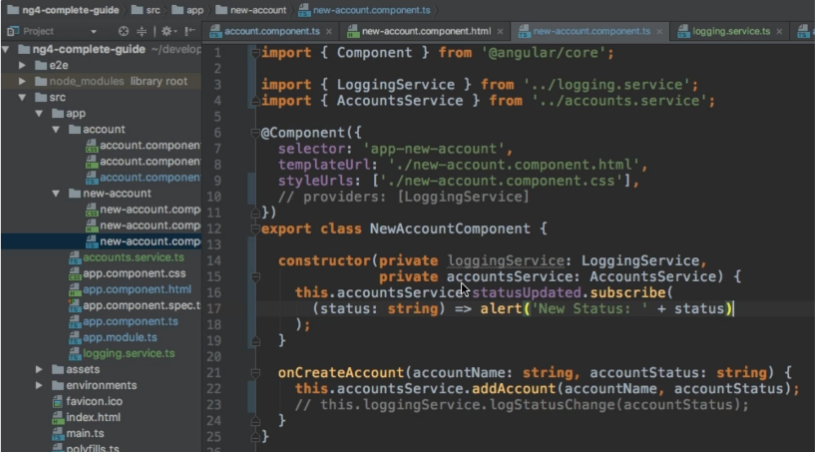 ng4-complete-guide src app new-account new-account.component.ts
Project
account.component.ts × new-account.component.html × new-account.component.ts × logging.service.ts ×
ng4-complete-guide ~/develop
e2e
node_modules library root
src
app
account
account.componen
account.componen
account.componen
new-account
new-account.comp
new-account.comp
new-account.comp
accounts.service.ts
app.component.css
app.component.html
app.component.spec.t
app.component.ts
app.module.ts
logging.service.ts
assets
environments
favicon.ico
index.html
main.ts
polyfills.ts
1 import { Component } from '@angular/core';
2
3 import { LoggingService } from '../logging.service';
4 import { AccountsService } from '../accounts.service';
5
6 @Component({
7 selector: 'app-new-account',
8 templateUrl: './new-account.component.html',
9 styleUrls: ['./new-account.component.css'],
10 // providers: [LoggingService]
11 })
12 export class NewAccountComponent {
13
14 constructor(private loggingService: LoggingService,
15 private accountsService: AccountsService) {
16 this.accountsService.statusUpdated.subscribe(
17 (status: string) => alert('New Status: ' + status)
18 );
19 }
20
21 onCreateAccount(accountName: string, accountStatus: string) {
22 this.accountsService.addAccount(accountName, accountStatus);
23 // this.loggingService.logStatusChange(accountStatus);
24 }
25 }